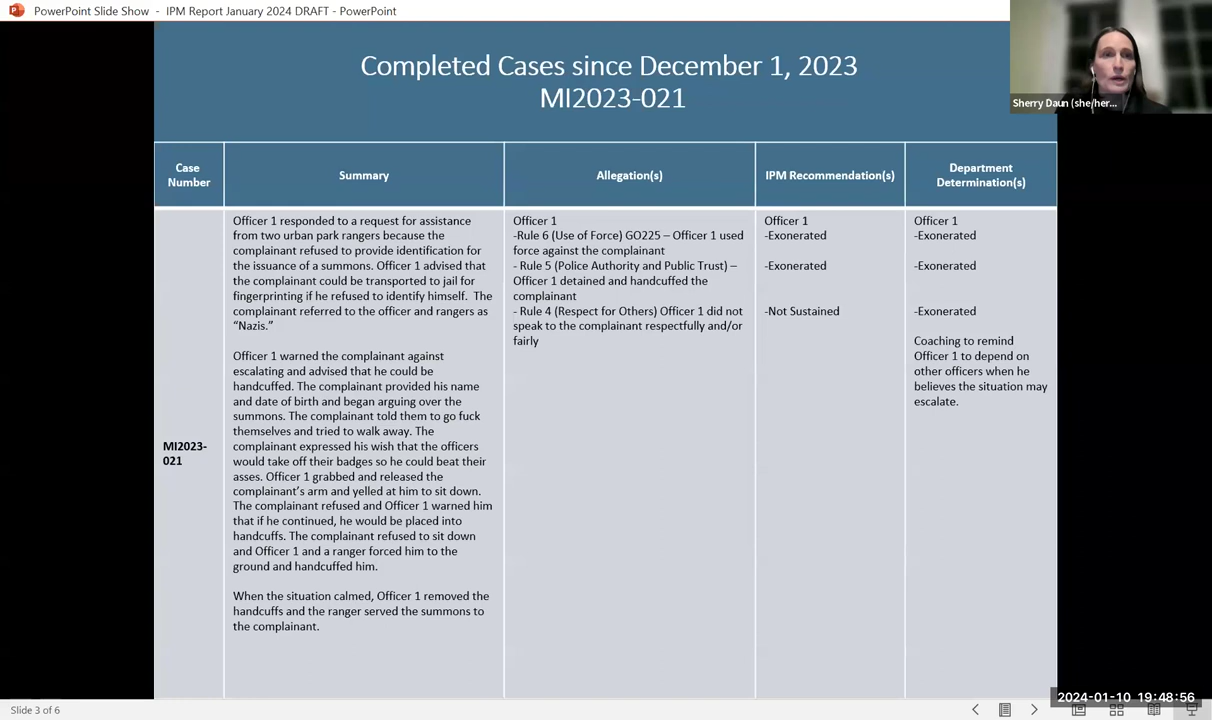 PowerPoint Slide Show - IPM Report January 2024 DRAFT - PowerPoint
Sherry Daun (she/her...
Completed Cases since December 1, 2023
MI2023-021
Case
Number
Summary
Allegation(s)
IPM Recommendation(s)
Department
Determination(s)
MI2023-
021
Officer 1 responded to a request for assistance
from two urban park rangers because the
complainant refused to provide identification for
the issuance of a summons. Officer 1 advised that
the complainant could be transported to jail for
fingerprinting if he refused to identify himself. The
complainant referred to the officer and rangers as
“Nazis.”
Officer 1 warned the complainant against
escalating and advised that he could be
handcuffed. The complainant provided his name
and date of birth and began arguing over the
summons. The complainant told them to go fuck
themselves and tried to walk away. The
complainant expressed his wish that the officers
would take off their badges so he could beat their
asses. Officer 1 grabbed and released the
complainant’s arm and yelled at him to sit down.
The complainant refused and Officer 1 warned him
that if he continued, he would be placed into
handcuffs. The complainant refused to sit down
and Officer 1 and a ranger forced him to the
ground and handcuffed him.
When the situation calmed, Officer 1 removed the
handcuffs and the ranger served the summons to
the complainant.
Officer 1
-Rule 6 (Use of Force) GO225 – Officer 1 used
force against the complainant
- Rule 5 (Police Authority and Public Trust) –
Officer 1 detained and handcuffed the
complainant
- Rule 4 (Respect for Others) Officer 1 did not
speak to the complainant respectfully and/or
fairly
Officer 1
-Exonerated
-Exonerated
-Not Sustained
Officer 1
-Exonerated
-Exonerated
-Exonerated
Coaching to remind
Officer 1 to depend on
other officers when he
believes the situation may
escalate.
2024-01-10 19:48:56
Slide 3 of 6